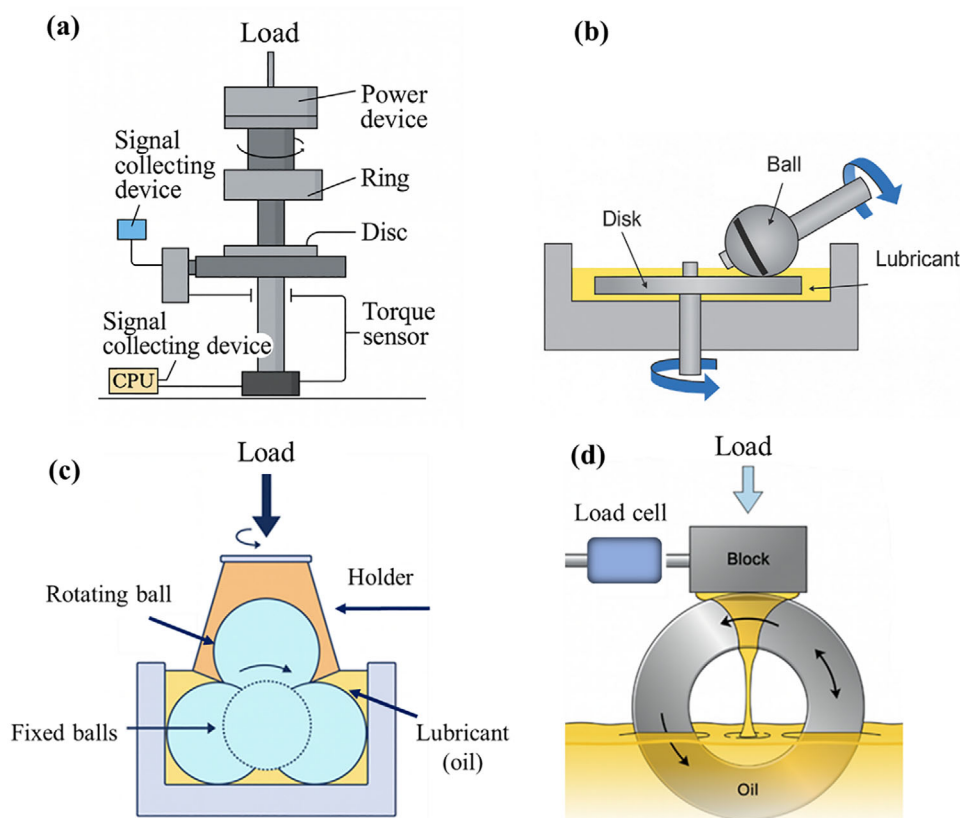 (a)
Load
Power
device
Signal
collecting
device
Ring
Disc
Signal
collecting device
Torque
sensor
CPU
(b)
Ball
Disk
Lubricant
(c)
Load
Holder
Rotating ball
Fixed balls
Lubricant
(oil)
(d)
Load
Load cell
Block
Oil